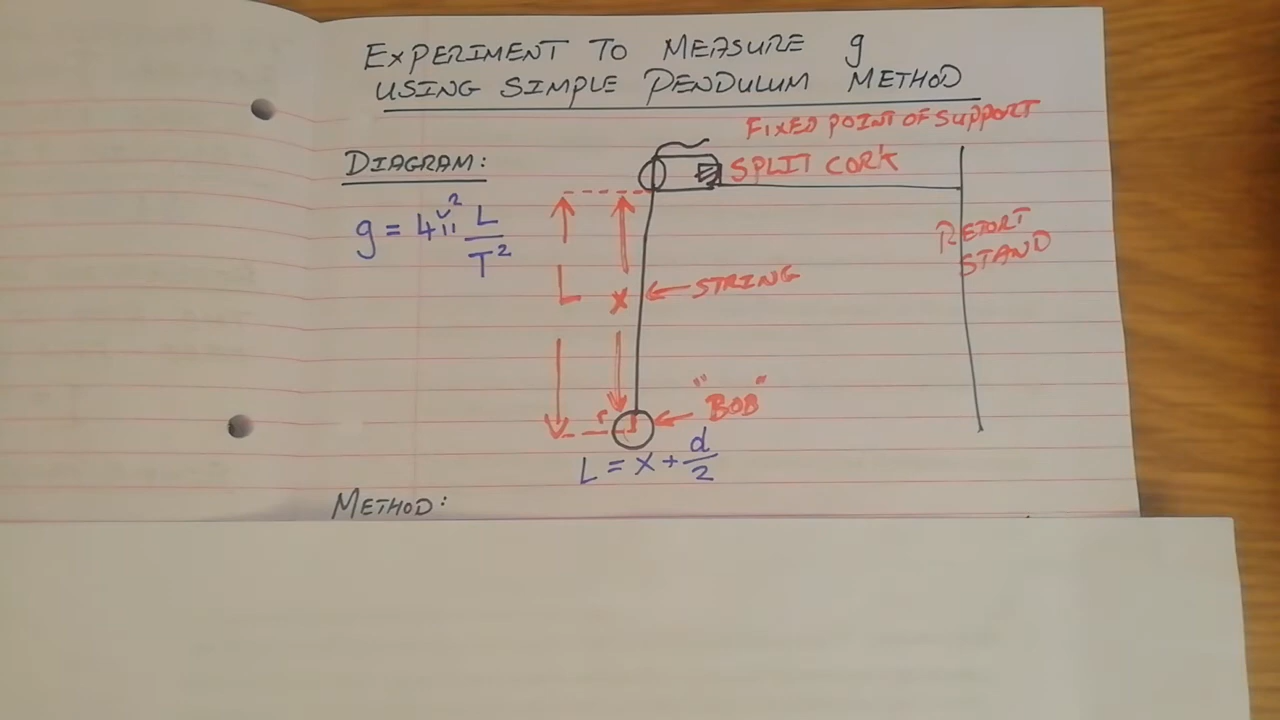 EXPERIMENT TO MEASURE g
USING SIMPLE PENDULUM METHOD
FIXED POINT OF SUPPORT
DIAGRAM:
SPLIT CORK
g = 4π² L/T²
RETORT
STAND
L
x
STRING
"BOB"
r
L = x + d/2
METHOD: